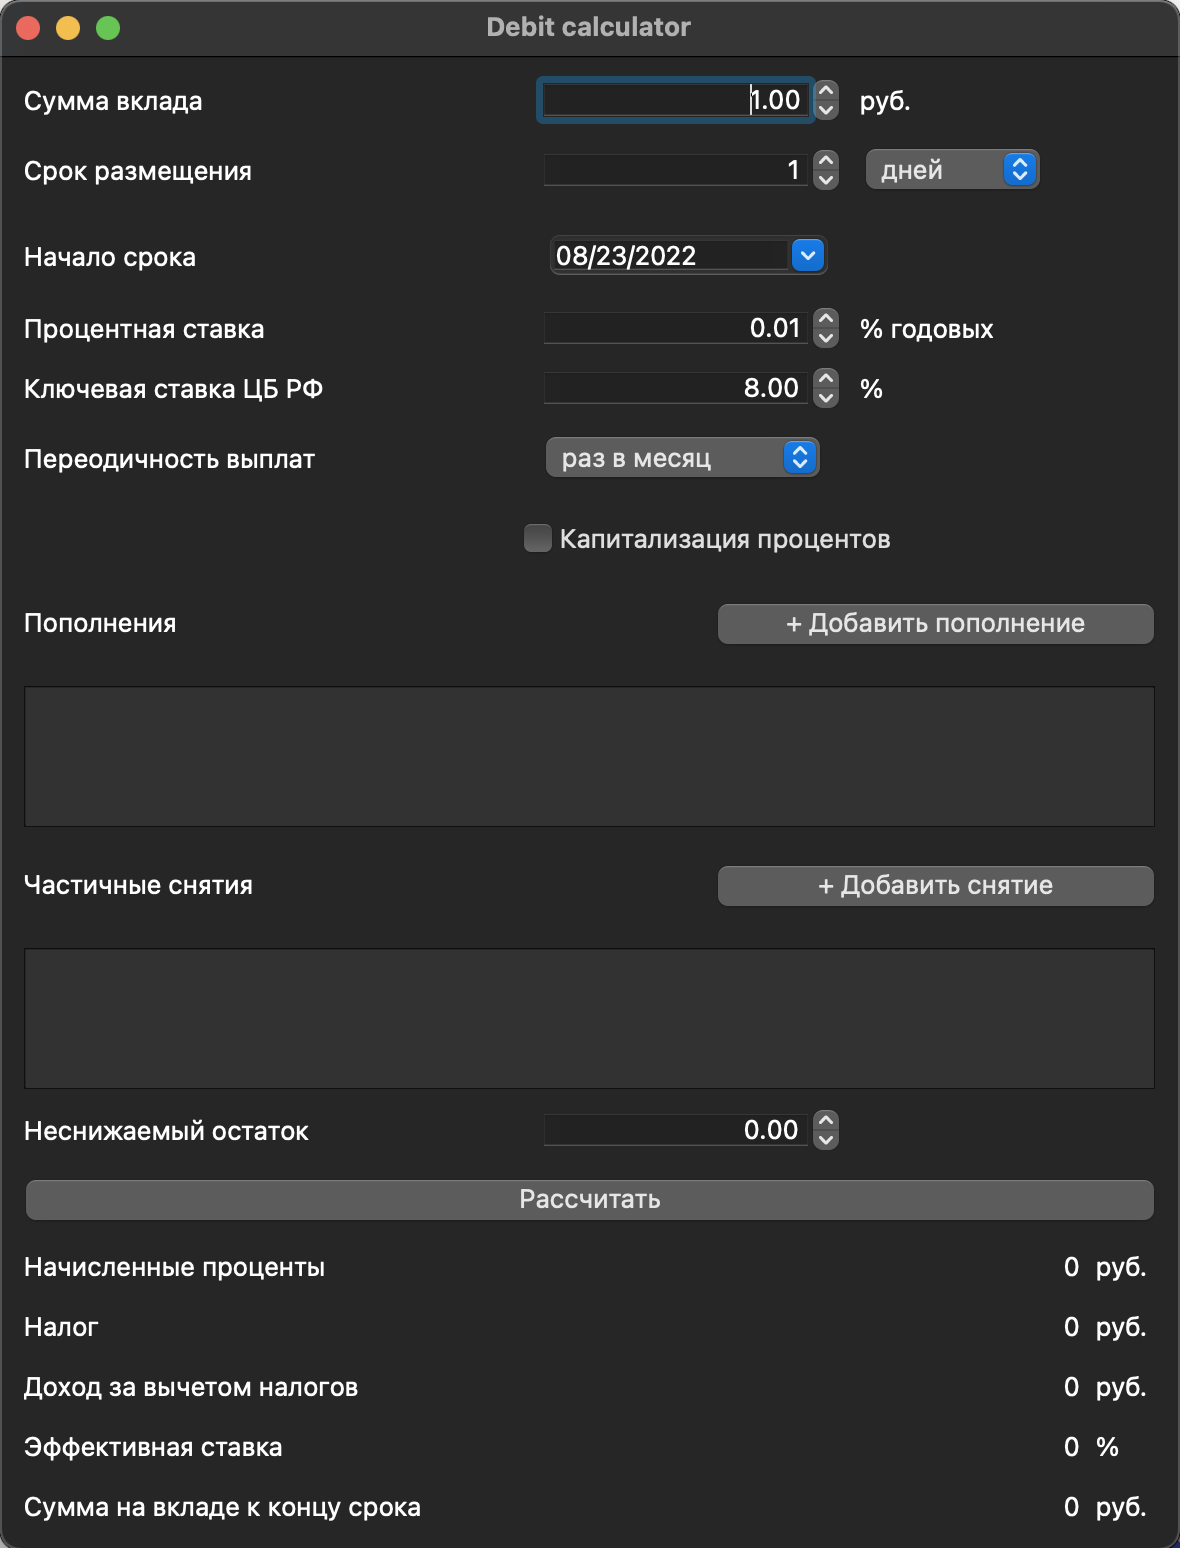 Debit calculator
Сумма вклада 1.00 руб.
Срок размещения 1 дней
Начало срока 08/23/2022
Процентная ставка 0.01 % годовых
Ключевая ставка ЦБ РФ 8.00 %
Переодичность выплат раз в месяц
Капитализация процентов
Пополнения + Добавить пополнение
Частичные снятия + Добавить снятие
Неснижаемый остаток 0.00
Рассчитать
Начисленные проценты 0 руб.
Налог 0 руб.
Доход за вычетом налогов 0 руб.
Эффективная ставка 0 %
Сумма на вкладе к концу срока 0 руб.